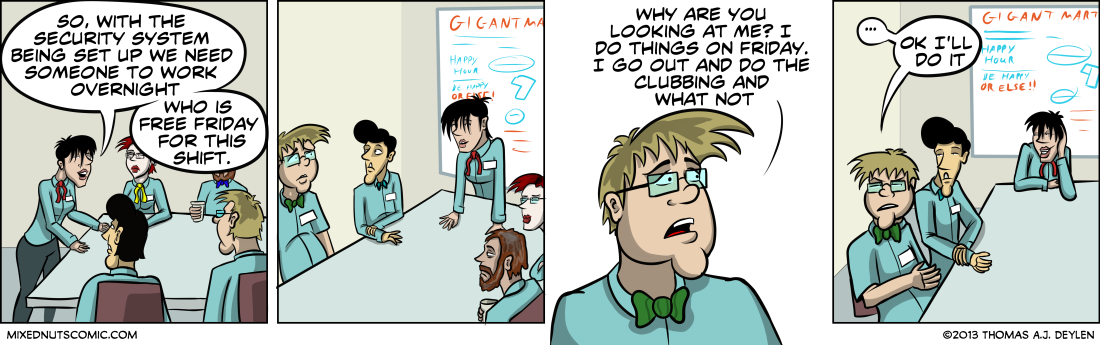 SO, WITH THE
SECURITY SYSTEM
BEING SET UP WE NEED
SOMEONE TO WORK
OVERNIGHT
WHO IS
FREE FRIDAY
FOR THIS
SHIFT.
GIGANTMA
HAPPY
HOUR
BE HAPPY
OR ELSE!
WHY ARE YOU
LOOKING AT ME? I
DO THINGS ON FRIDAY.
I GO OUT AND DO THE
CLUBBING AND
WHAT NOT
...
OK I'LL
DO IT
GIGANT MART
HAPPY
HOUR
BE HAPPY
OR ELSE!!
MIXEDNUTSCOMIC.COM
©2013 THOMAS A.J. DEYLEN